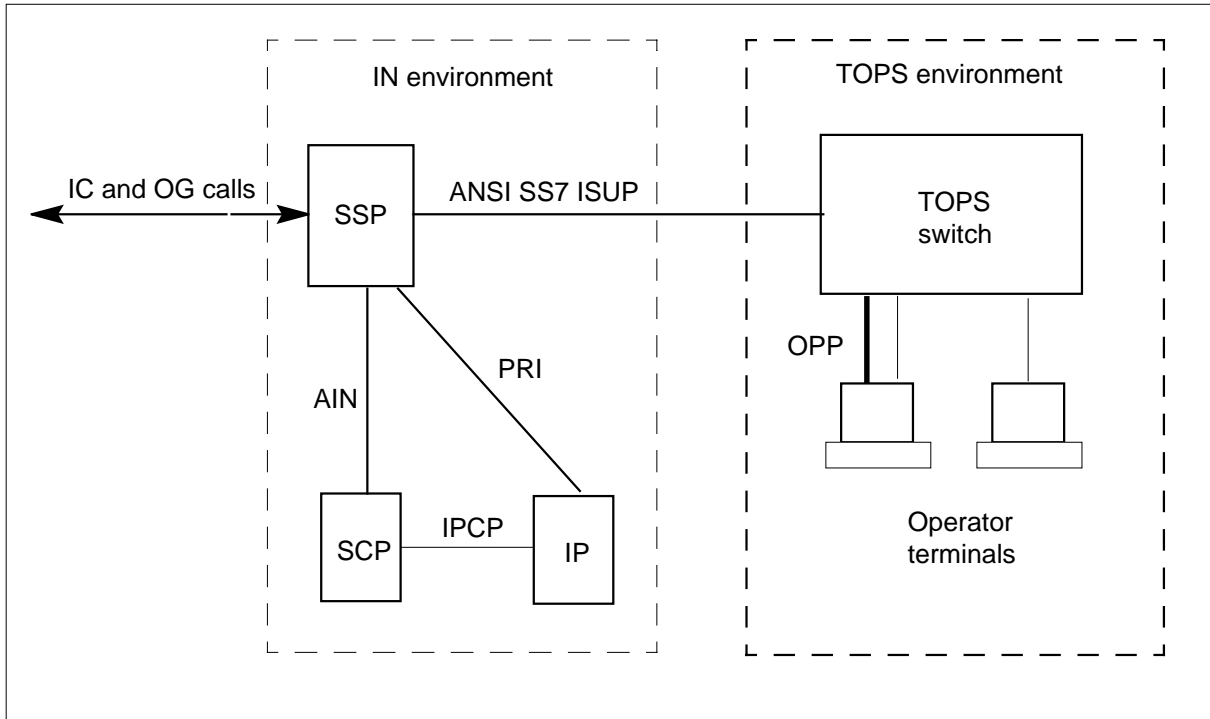 IN environment
TOPS environment
IC and OG calls
SSP
ANSI SS7 ISUP
TOPS
switch
OPP
PRI
AIN
SCP
IPCP
IP
Operator
terminals